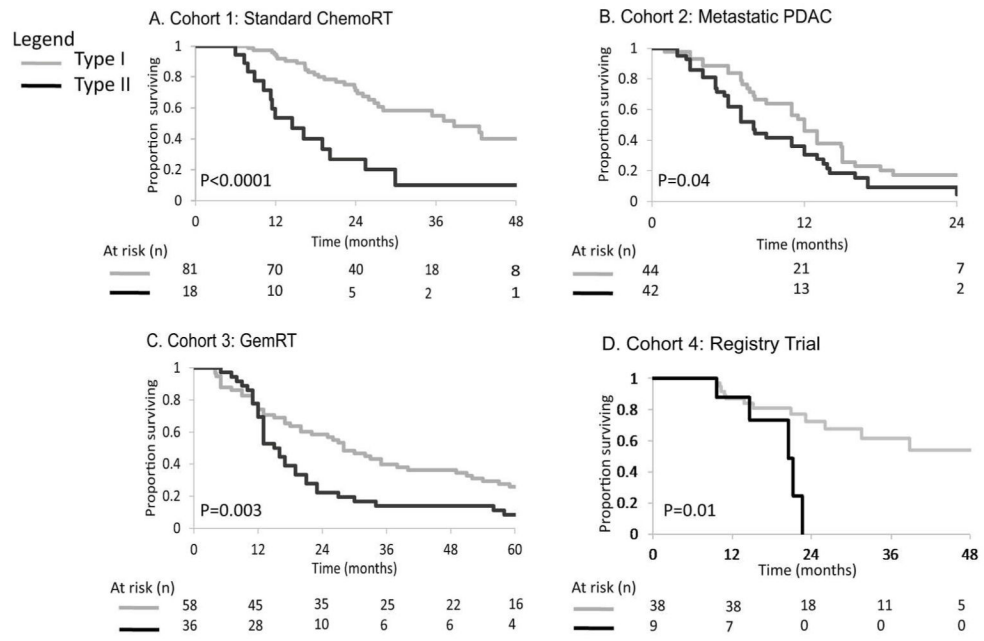 Legend
Type I
Type II
A. Cohort 1: Standard ChemoRT
Proportion surviving
1
0.8
0.6
0.4
0.2
0
P<0.0001
0 12 24 36 48
Time (months)
At risk (n)
81 70 40 18 8
18 10 5 2 1
B. Cohort 2: Metastatic PDAC
Proportion surviving
1
0.8
0.6
0.4
0.2
0
P=0.04
0 12 24
Time (months)
At risk (n)
44 21 7
42 13 2
C. Cohort 3: GemRT
Proportion surviving
1
0.8
0.6
0.4
0.2
0
P=0.003
0 12 24 36 48 60
Time (months)
At risk (n)
58 45 35 25 22 16
36 28 10 6 6 4
D. Cohort 4: Registry Trial
Proportion surviving
1
0.8
0.6
0.4
0.2
0
P=0.01
0 12 24 36 48
Time (months)
At risk (n)
38 38 18 11 5
9 7 0 0 0